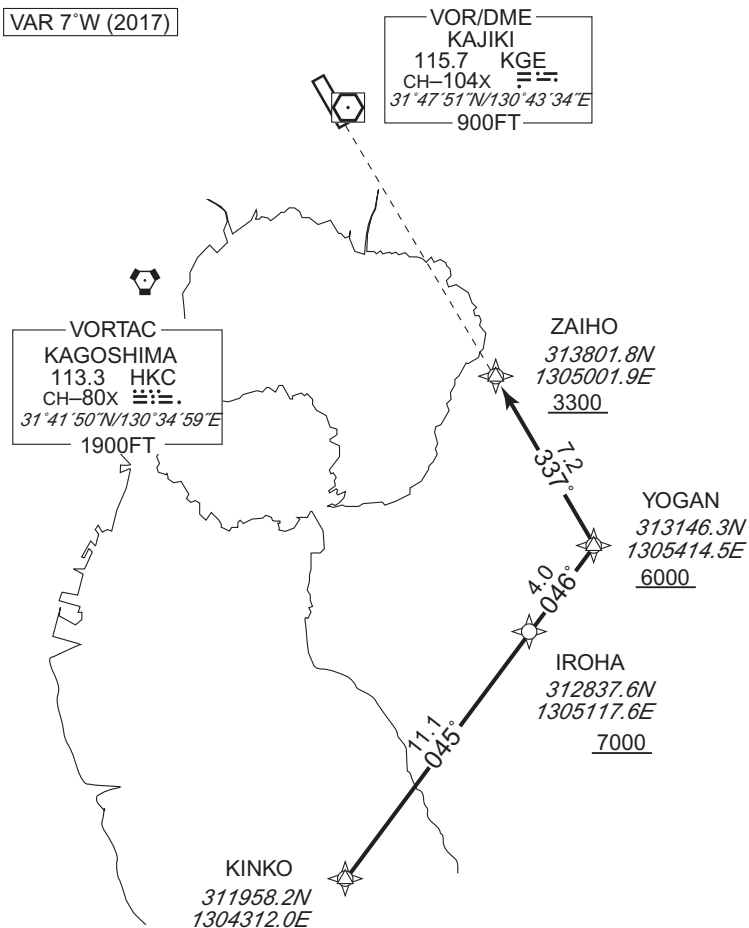 VAR 7˚W (2017)
VOR/DME
KAJIKI
115.7 KGE
CH–104X
31˚47´51˝N/130˚43´34˝E
900FT
VORTAC
KAGOSHIMA
113.3 HKC
CH–80X
31˚41´50˝N/130˚34´59˝E
1900FT
ZAIHO
313801.8N
1305001.9E
3300
7.2
337˚
YOGAN
313146.3N
1305414.5E
6000
4.0
046˚
IROHA
312837.6N
1305117.6E
7000
11.1
045˚
KINKO
311958.2N
1304312.0E